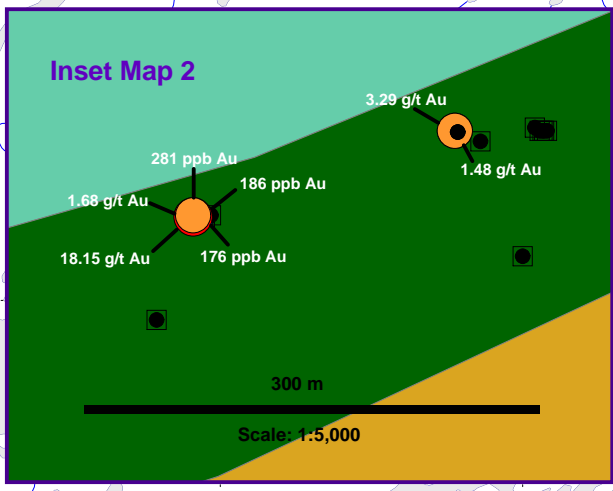 Inset Map 2
3.29 g/t Au
1.48 g/t Au
281 ppb Au
186 ppb Au
1.68 g/t Au
18.15 g/t Au
176 ppb Au
300 m
Scale: 1:5,000